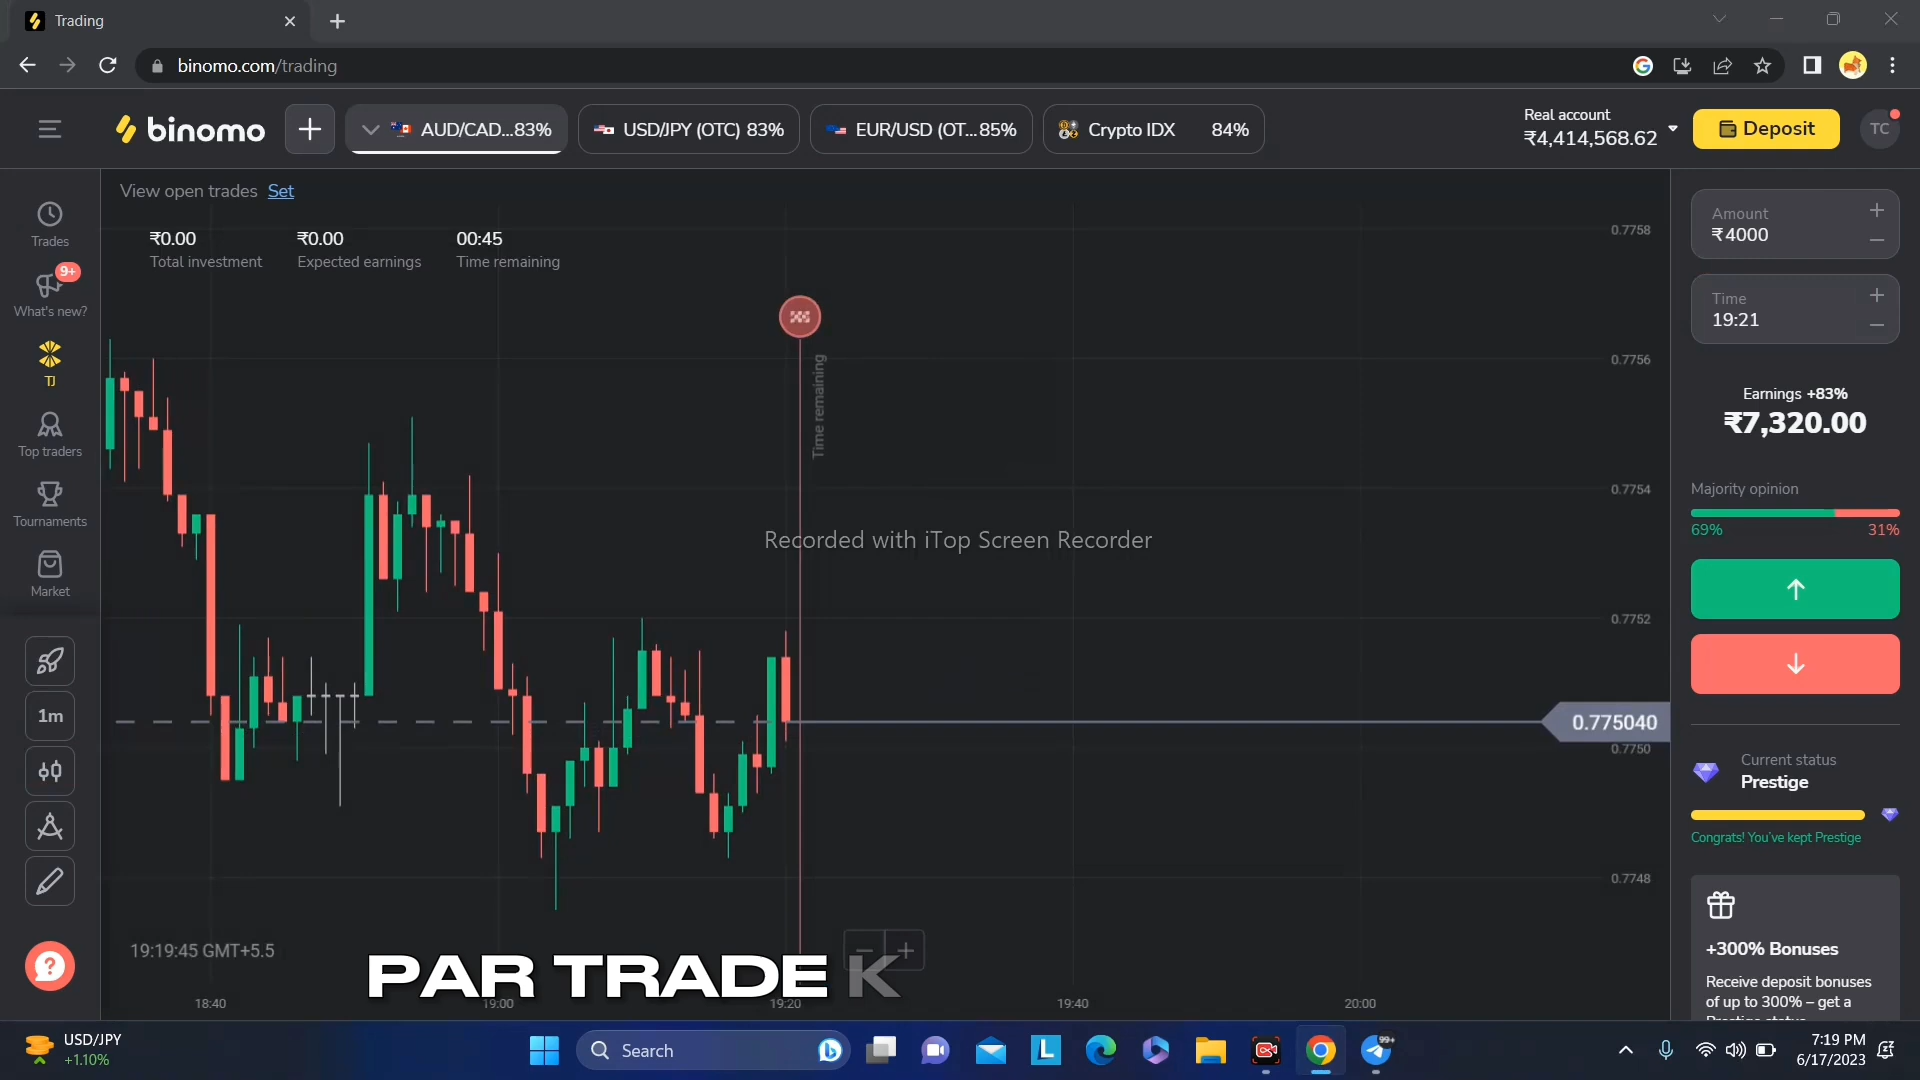 Trading
binomo.com/trading
binomo
AUD/CAD...83%
USD/JPY (OTC) 83%
EUR/USD (OT...85%
Crypto IDX 84%
Real account
₹4,414,568.62
Deposit
TC
View open trades Set
₹0.00 ₹0.00 00:45
Total investment Expected earnings Time remaining
Trades
9+
What's new?
TJ
Top traders
Tournaments
Market
1m
Time remaining
Recorded with iTop Screen Recorder
0.7758
0.7756
0.7754
0.7752
0.775040
0.7750
0.7748
19:19:45 GMT+5.5
PAR TRADE K
18:40 19:00 19:20 19:40 20:00
Amount
₹4000
Time
19:21
Earnings +83%
₹7,320.00
Majority opinion
69% 31%
Current status
Prestige
Congrats! You've kept Prestige
+300% Bonuses
Receive deposit bonuses
of up to 300% – get a
Prestige status
USD/JPY
+1.10%
Search
L
99+
7:19 PM
6/17/2023